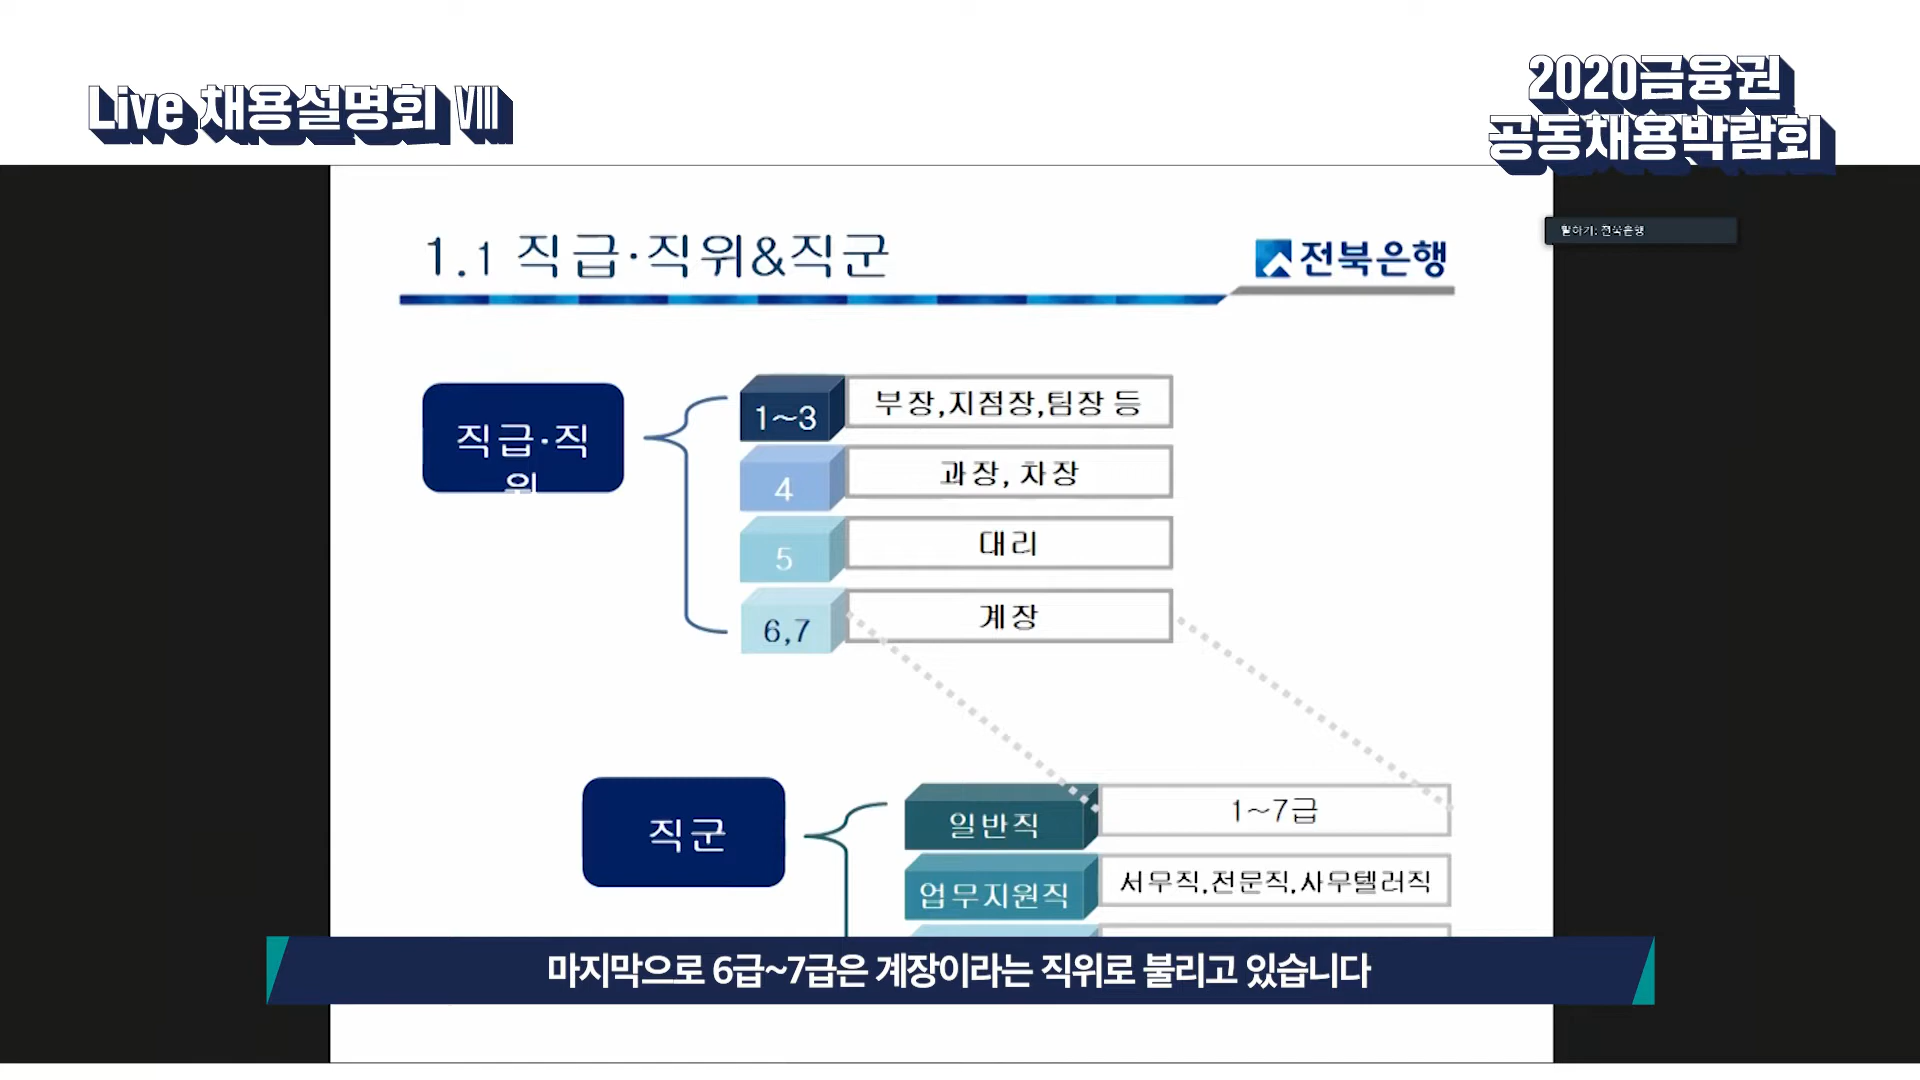 Live 채용설명회 Ⅷ
2020금융권
공동채용박람회
말하기: 전북은행
1.1 직급·직위&직군
전북은행
직급·직
위
1~3
부장,지점장,팀장 등
4
과장, 차장
5
대리
6,7
계장
직군
일반직
1~7급
업무지원직
서무직,전문직,사무텔러직
마지막으로 6급~7급은 계장이라는 직위로 불리고 있습니다